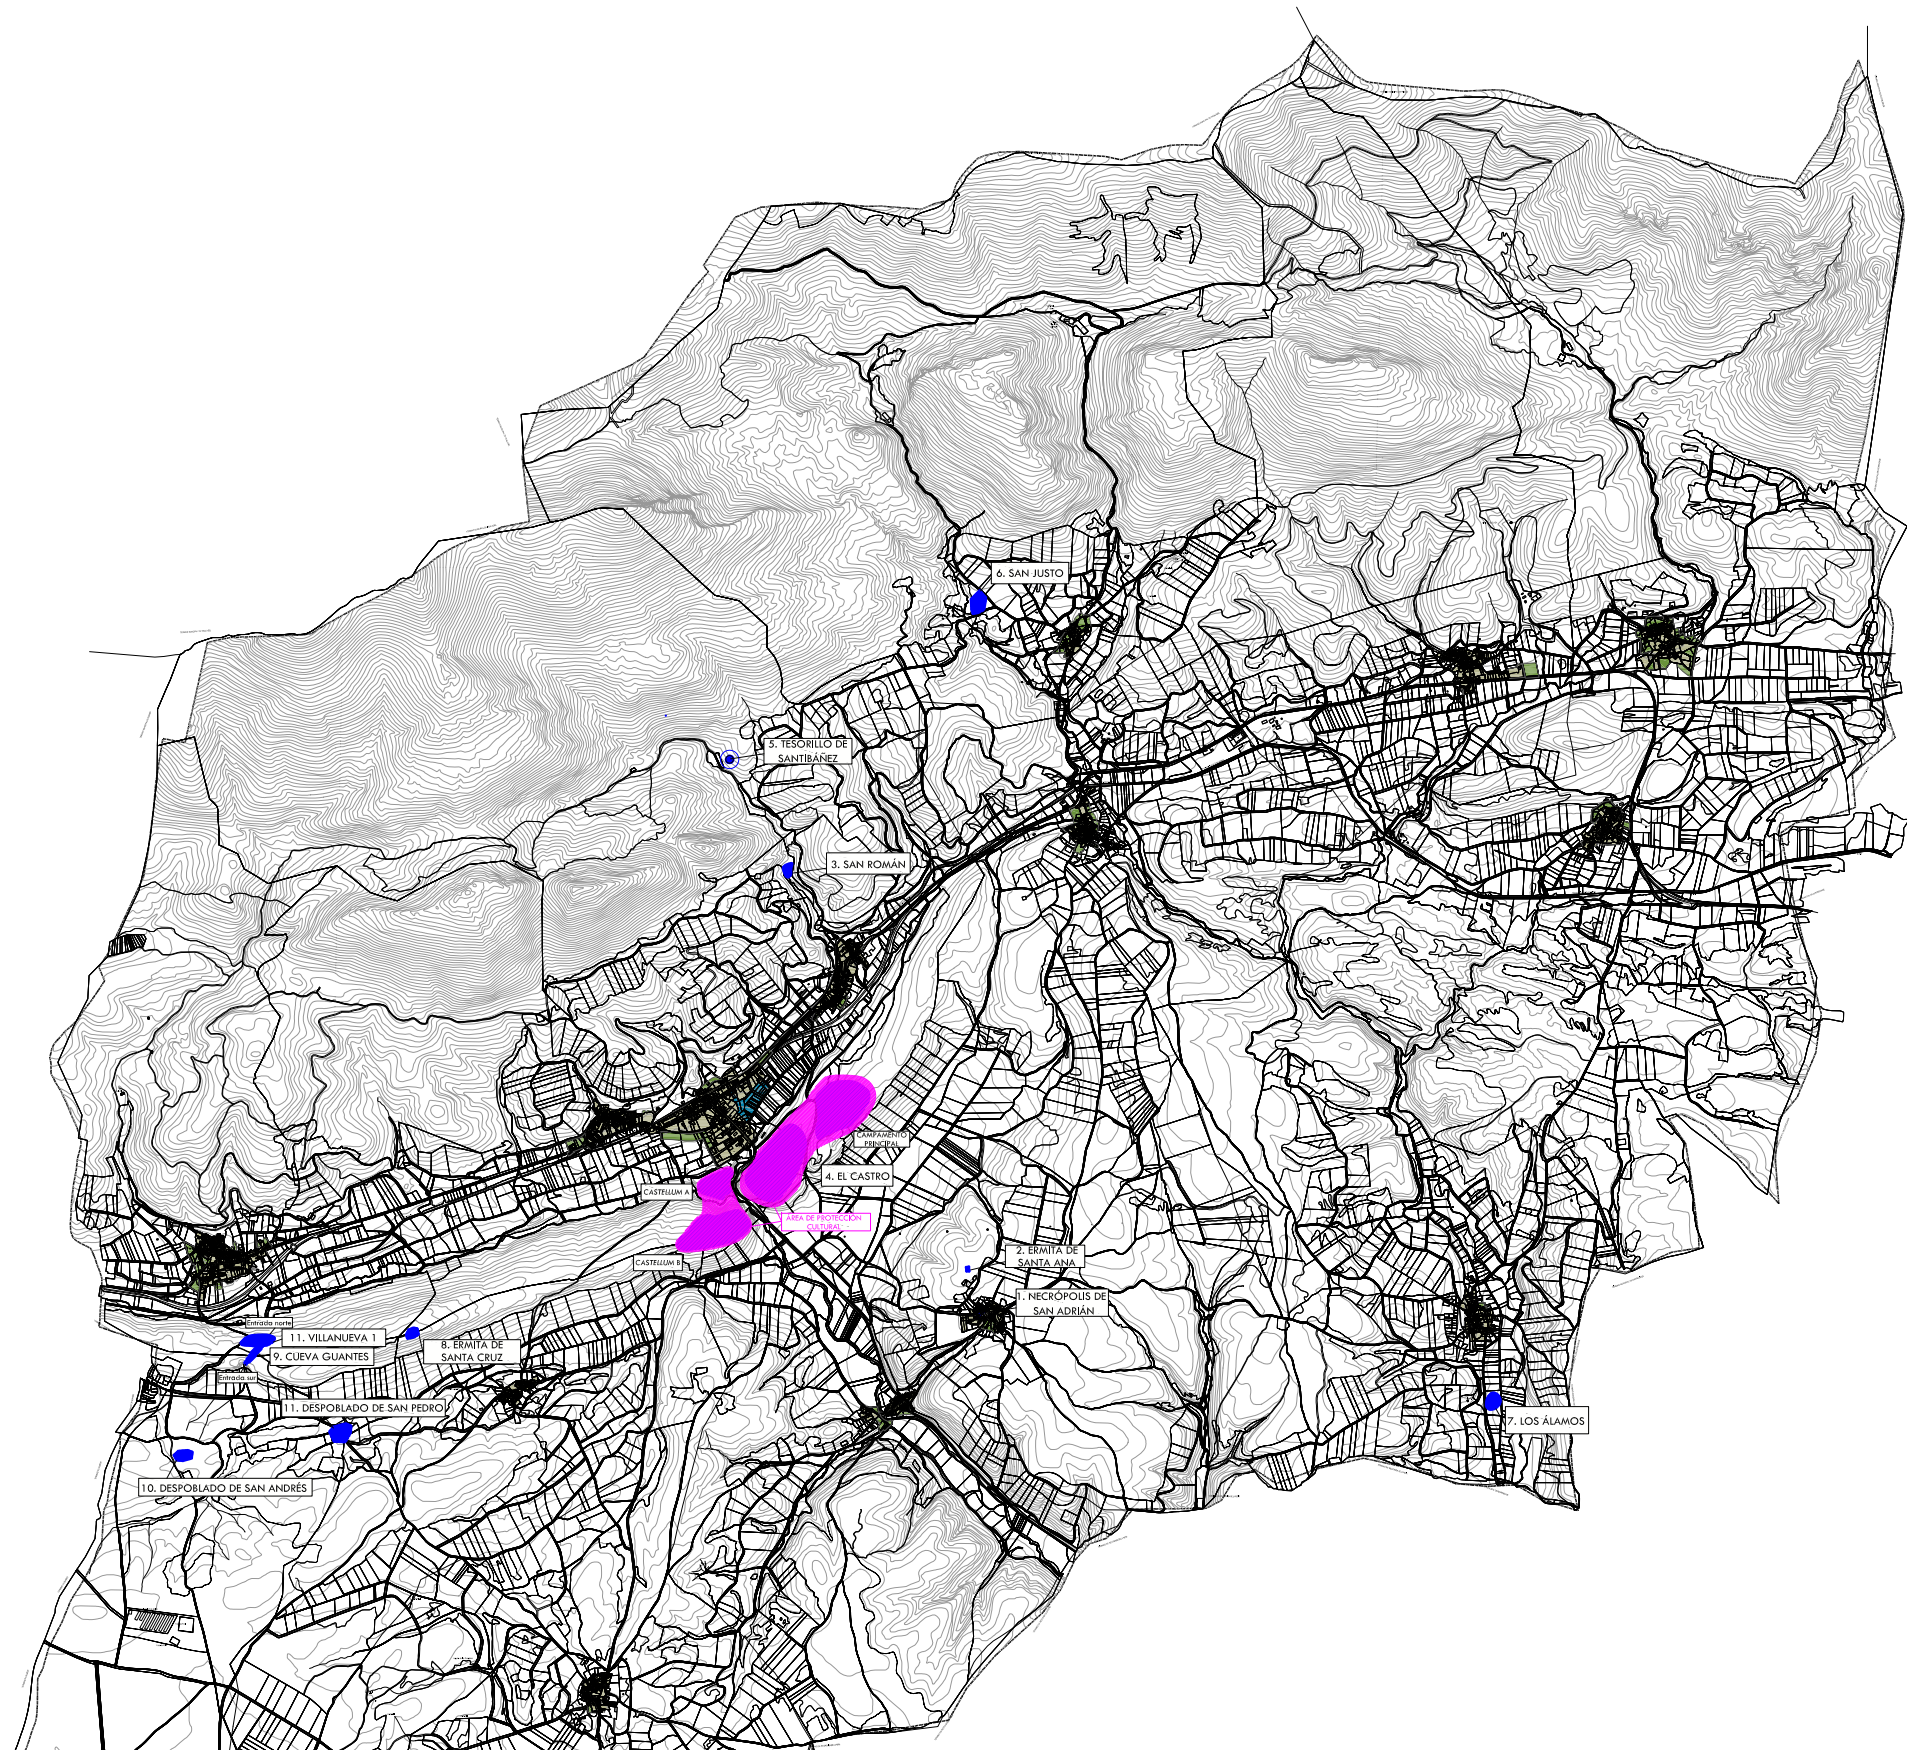 6. SAN JUSTO
5. TESORILLO DE
SANTIBÁÑEZ
3. SAN ROMÁN
CAMPAMENTO
PRINCIPAL
4. EL CASTRO
CASTELLUM A
ÁREA DE PROTECCIÓN
CULTURAL
CASTELLUM B
2. ERMITA DE
SANTA ANA
1. NECRÓPOLIS DE
SAN ADRIÁN
Entrada norte
11. VILLANUEVA 1
8. ERMITA DE
SANTA CRUZ
9. CUEVA GUANTES
Entrada sur
11. DESPOBLADO DE SAN PEDRO
7. LOS ÁLAMOS
10. DESPOBLADO DE SAN ANDRÉS